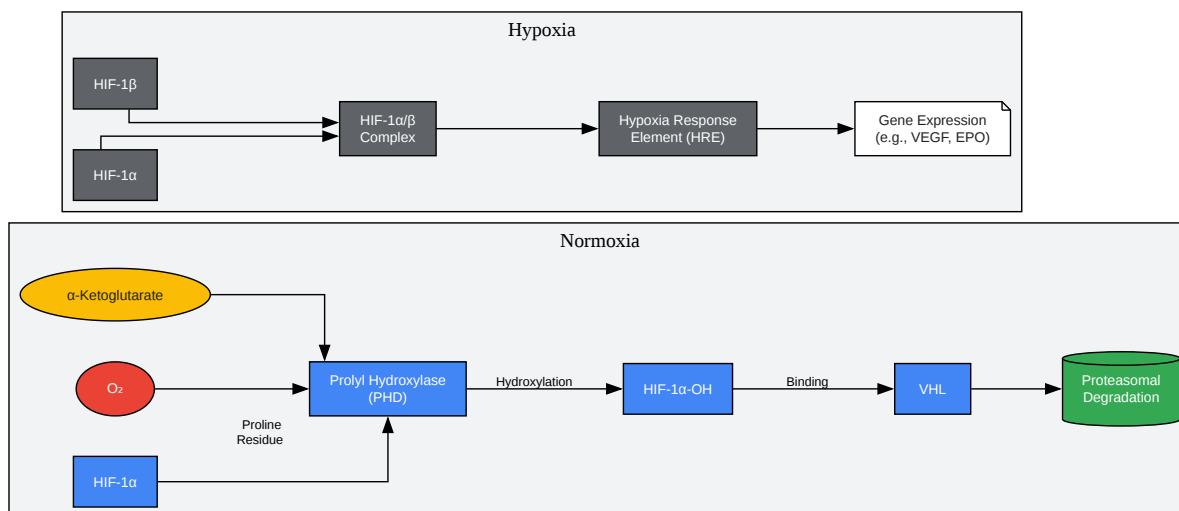 Hypoxia
HIF-1β
HIF-1α
HIF-1α/β
Complex
Hypoxia Response
Element (HRE)
Gene Expression
(e.g., VEGF, EPO)
Normoxia
α-Ketoglutarate
O₂
HIF-1α
Proline
Residue
Prolyl Hydroxylase
(PHD)
Hydroxylation
HIF-1α-OH
Binding
VHL
Proteasomal
Degradation